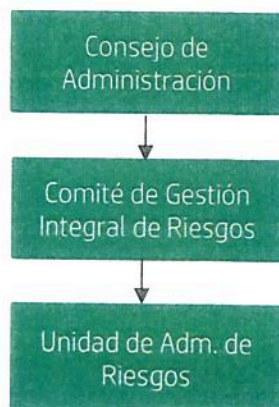 Consejo de
Administración
Comité de Gestión
Integral de Riesgos
Unidad de Adm. de
Riesgos